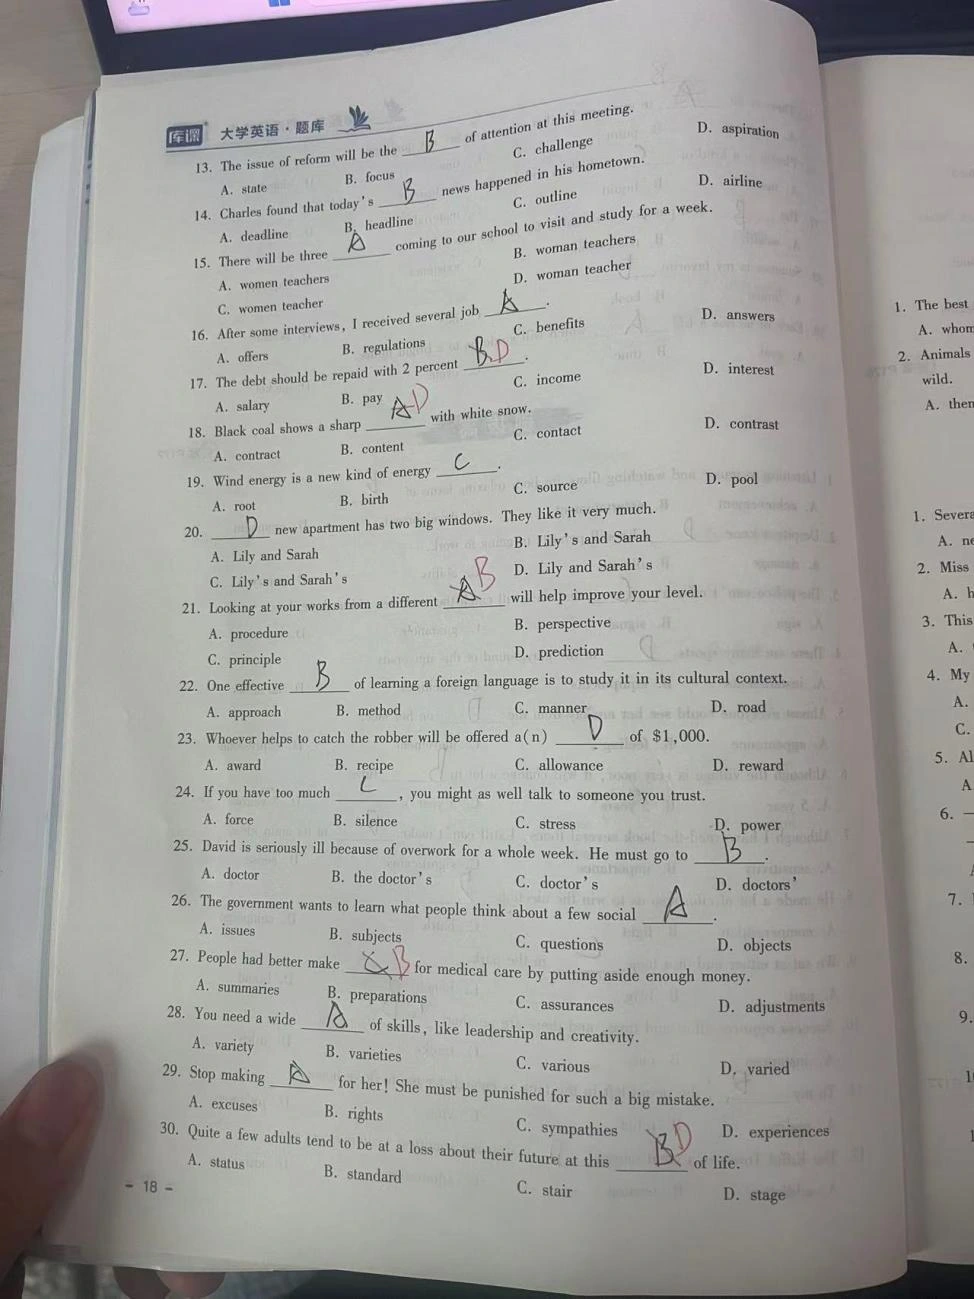 库课 大学英语·题库
13. The issue of reform will be the B of attention at this meeting.
A. state B. focus C. challenge D. aspiration
14. Charles found that today's B news happened in his hometown.
A. deadline B. headline C. outline D. airline
15. There will be three A coming to our school to visit and study for a week.
A. women teachers B. woman teachers
C. women teacher D. woman teacher
16. After some interviews, I received several job A.
A. offers B. regulations C. benefits D. answers
17. The debt should be repaid with 2 percent B D.
A. salary B. pay C. income D. interest
18. Black coal shows a sharp A D with white snow.
A. contract B. content C. contact D. contrast
19. Wind energy is a new kind of energy C.
A. root B. birth C. source D. pool
20. D new apartment has two big windows. They like it very much.
A. Lily and Sarah B. Lily's and Sarah
C. Lily's and Sarah's D. Lily and Sarah's
21. Looking at your works from a different A B will help improve your level.
A. procedure B. perspective
C. principle D. prediction
22. One effective B of learning a foreign language is to study it in its cultural context.
A. approach B. method C. manner D. road
23. Whoever helps to catch the robber will be offered a(n) D of $1,000.
A. award B. recipe C. allowance D. reward
24. If you have too much C, you might as well talk to someone you trust.
A. force B. silence C. stress D. power
25. David is seriously ill because of overwork for a whole week. He must go to B.
A. doctor B. the doctor's C. doctor's D. doctors'
26. The government wants to learn what people think about a few social A.
A. issues B. subjects C. questions D. objects
27. People had better make B for medical care by putting aside enough money.
A. summaries B. preparations C. assurances D. adjustments
28. You need a wide A of skills, like leadership and creativity.
A. variety B. varieties C. various D. varied
29. Stop making A for her! She must be punished for such a big mistake.
A. excuses B. rights C. sympathies D. experiences
30. Quite a few adults tend to be at a loss about their future at this B D of life.
A. status B. standard C. stair D. stage
- 18 -
1. The best
A. whom
2. Animals
wild.
A.
1.
A.
2. Miss
A.
3. This
A.
4. My
A.
C.
5.
A
6. —
7.
8.
9.